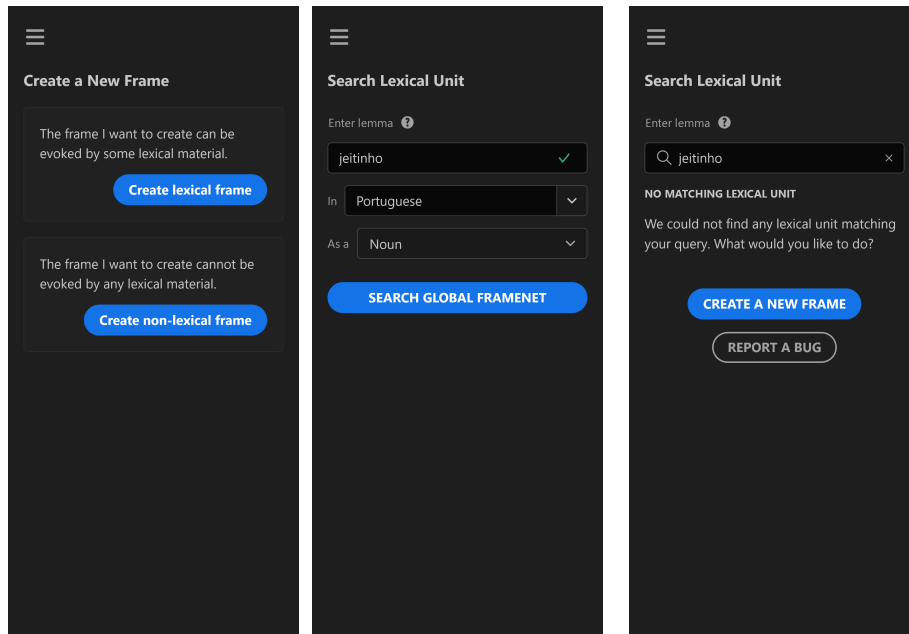 Create a New Frame
The frame I want to create can be
evoked by some lexical material.
Create lexical frame
The frame I want to create cannot be
evoked by any lexical material.
Create non-lexical frame
Search Lexical Unit
Enter lemma ?
jeitinho
In Portuguese
As a Noun
SEARCH GLOBAL FRAMENET
Search Lexical Unit
Enter lemma ?
jeitinho
NO MATCHING LEXICAL UNIT
We could not find any lexical unit matching
your query. What would you like to do?
CREATE A NEW FRAME
REPORT A BUG